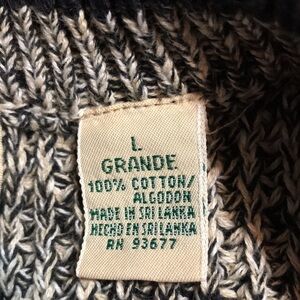 L
GRANDE
100% COTTON/
ALGODON
MADE IN SRI LANKA
HECHO EN SRI LANKA
RN 93677